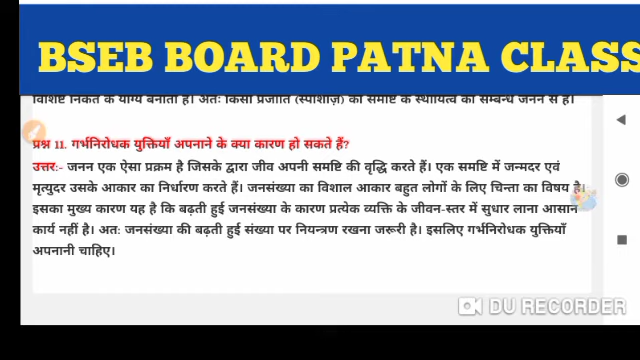 BSEB BOARD PATNA CLASS
विशिष्ट निकेत के योग्य बनाता है। अतः किसी प्रजाति (स्पीशीज़) की समष्टि के स्थायित्व का सम्बन्ध जनन से है।
प्रश्न 11. गर्भनिरोधक युक्तियाँ अपनाने के क्या कारण हो सकते हैं?
उत्तर:- जनन एक ऐसा प्रक्रम है जिसके द्वारा जीव अपनी समष्टि की वृद्धि करते हैं। एक समष्टि में जन्मदर एवं
मृत्युदर उसके आकार का निर्धारण करते हैं। जनसंख्या का विशाल आकार बहुत लोगों के लिए चिन्ता का विषय है।
इसका मुख्य कारण यह है कि बढ़ती हुई जनसंख्या के कारण प्रत्येक व्यक्ति के जीवन-स्तर में सुधार लाना आसान
कार्य नहीं है। अतः जनसंख्या की बढ़ती हुई संख्या पर नियन्त्रण रखना जरूरी है। इसलिए गर्भनिरोधक युक्तियाँ
अपनानी चाहिए।
DU RECORDER